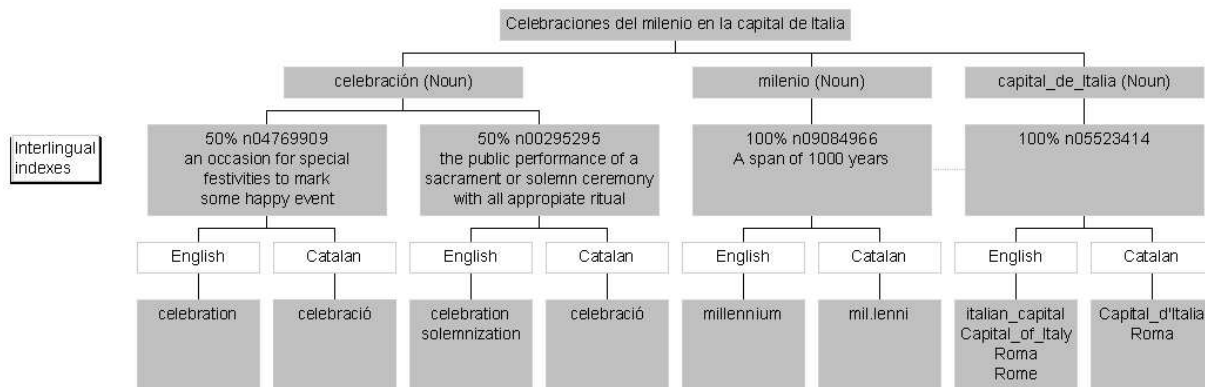 Celebraciones del milenio en la capital de Italia
celebración (Noun)
milenio (Noun)
capital_de_Italia (Noun)
Interlingual
indexes
50% n04769909
an occasion for special
festivities to mark
some happy event
50% n00295295
the public performance of a
sacrament or solemn ceremony
with all appropiate ritual
100% n09084966
A span of 1000 years
100% n05523414
English
Catalan
English
Catalan
English
Catalan
English
Catalan
celebration
celebració
celebration
solemnization
celebració
millennium
mil.lenni
italian_capital
Capital_of_Italy
Roma
Rome
Capital_d'Italia
Roma